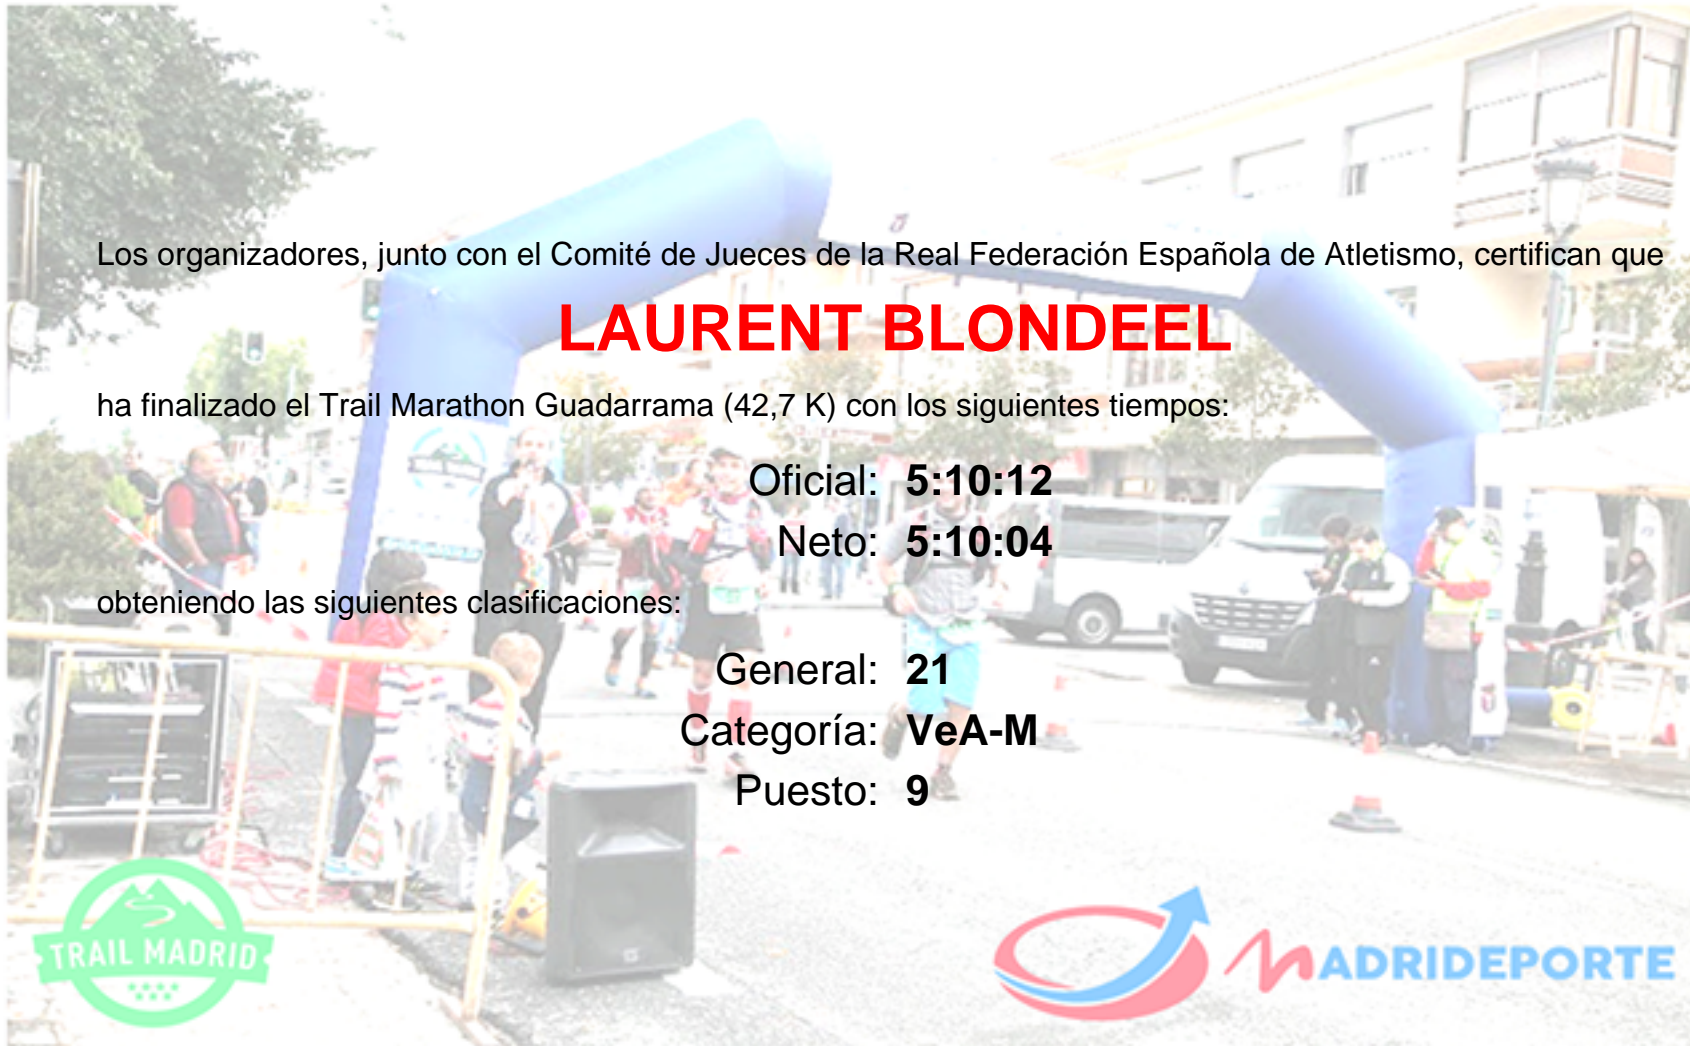 Los organizadores, junto con el Comité de Jueces de la Real Federación Española de Atletismo, certifican que
LAURENT BLONDEEL
ha finalizado el Trail Marathon Guadarrama (42,7 K) con los siguientes tiempos:
Oficial: 5:10:12
Neto: 5:10:04
obteniendo las siguientes clasificaciones:
General: 21
Categoría: VeA-M
Puesto: 9
TRAIL MADRID
MADRIDEPORTE